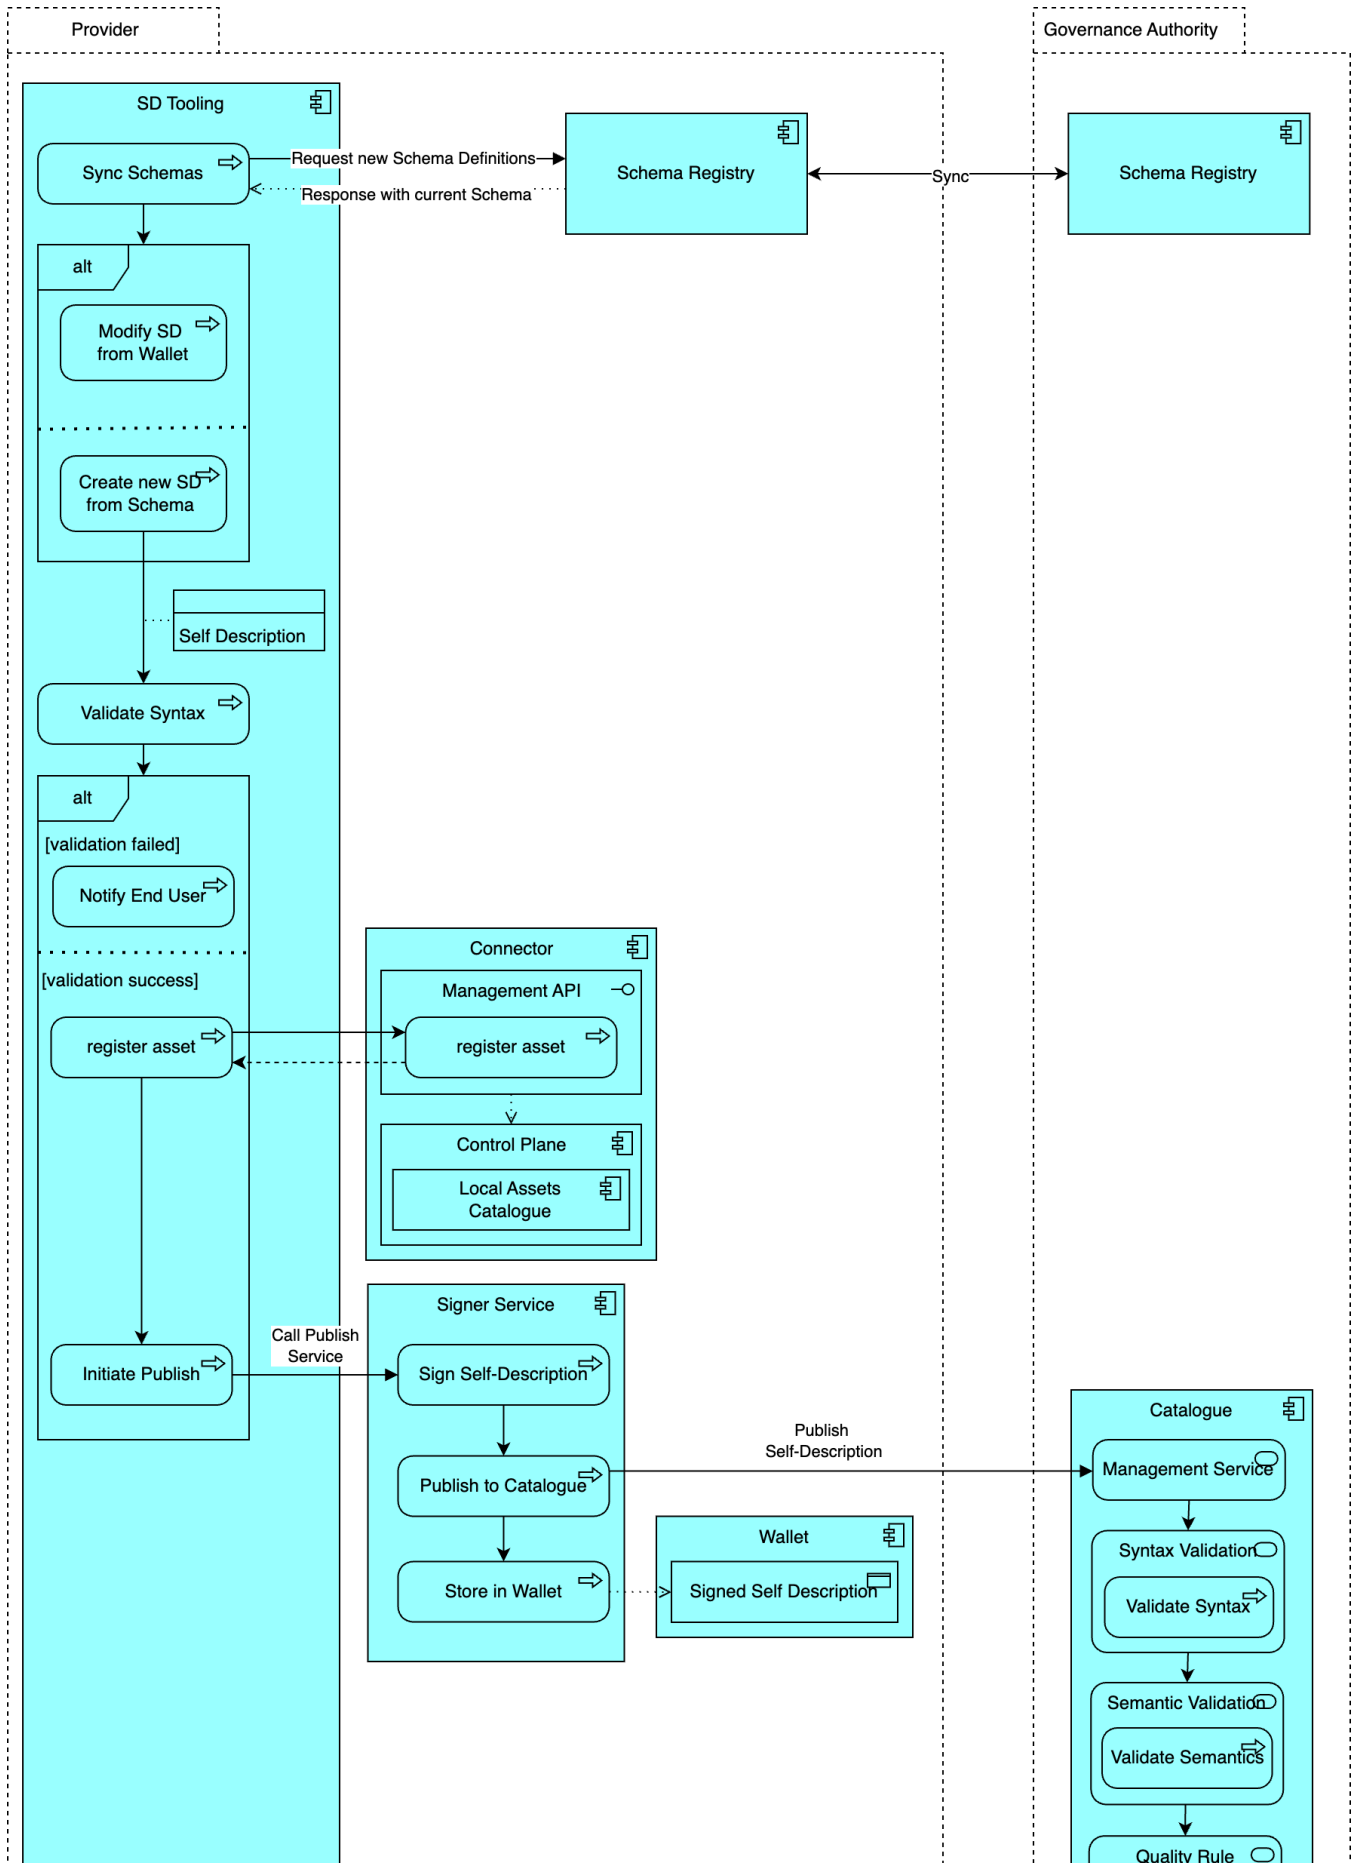 Provider
Governance Authority
SD Tooling
Sync Schemas
Request new Schema Definitions
Response with current Schema
Schema Registry
Sync
Schema Registry
alt
Modify SD
from Wallet
Create new SD
from Schema
Self Description
Validate Syntax
alt
[validation failed]
Notify End User
[validation success]
register asset
Connector
Management API
register asset
Control Plane
Local Assets
Catalogue
Initiate Publish
Call Publish
Service
Signer Service
Sign Self-Description
Publish to Catalogue
Store in Wallet
Publish
Self-Description
Wallet
Signed Self Description
Catalogue
Management Service
Syntax Validation
Validate Syntax
Semantic Validation
Validate Semantics
Quality Rule